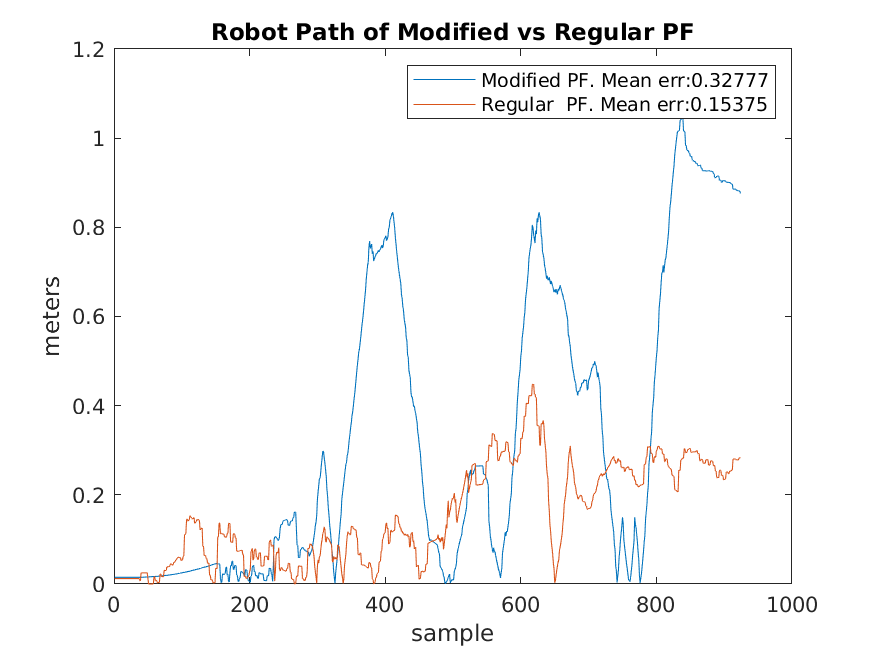 Robot Path of Modified vs Regular PF
1.2
Modified PF. Mean err:0.32777
Regular  PF. Mean err:0.15375
1
0.8
0.6
meters
0.4
0.2
0
0 200 400 600 800 1000
sample